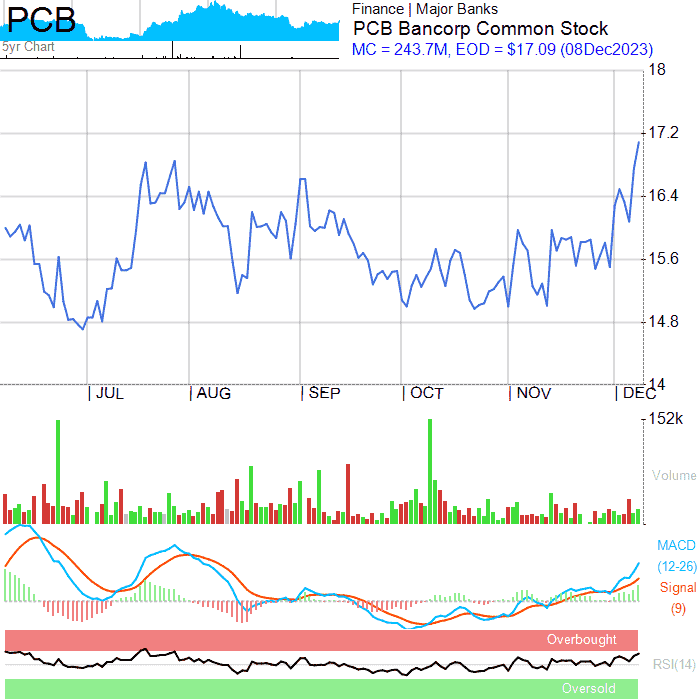 PCB
5yr Chart
Finance | Major Banks
PCB Bancorp Common Stock
MC = 243.7M, EOD = $17.09 (08Dec2023)
18
17.2
16.4
15.6
14.8
14
JUL AUG SEP OCT NOV DEC
152k
Volume
MACD
(12-26)
Signal
(9)
Overbought
RSI(14)
Oversold